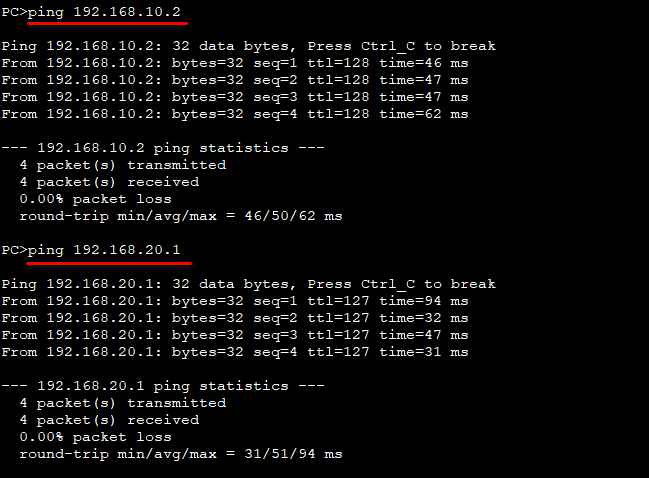 PC>ping 192.168.10.2
Ping 192.168.10.2: 32 data bytes, Press Ctrl_C to break
From 192.168.10.2: bytes=32 seq=1 ttl=128 time=46 ms
From 192.168.10.2: bytes=32 seq=2 ttl=128 time=47 ms
From 192.168.10.2: bytes=32 seq=3 ttl=128 time=47 ms
From 192.168.10.2: bytes=32 seq=4 ttl=128 time=62 ms
--- 192.168.10.2 ping statistics ---
4 packet(s) transmitted
4 packet(s) received
0.00% packet loss
round-trip min/avg/max = 46/50/62 ms
PC>ping 192.168.20.1
Ping 192.168.20.1: 32 data bytes, Press Ctrl_C to break
From 192.168.20.1: bytes=32 seq=1 ttl=127 time=94 ms
From 192.168.20.1: bytes=32 seq=2 ttl=127 time=32 ms
From 192.168.20.1: bytes=32 seq=3 ttl=127 time=47 ms
From 192.168.20.1: bytes=32 seq=4 ttl=127 time=31 ms
--- 192.168.20.1 ping statistics ---
4 packet(s) transmitted
4 packet(s) received
0.00% packet loss
round-trip min/avg/max = 31/51/94 ms